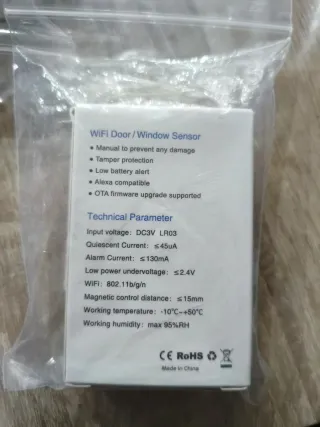 WiFi Door / Window Sensor
• Manual to prevent any damage
• Tamper protection
• Low battery alert
• Alexa compatible
• OTA firmware upgrade supported
Technical Parameter
Input voltage: DC3V LR03
Quiescent Current: ≤45uA
Alarm Current: ≤130mA
Low power undervoltage: ≤2.4V
WiFi: 802.11b/g/n
Magnetic control distance: ≤15mm
Working temperature: -10℃~+50℃
Working humidity: max 95%RH
CE RoHS
Made in China